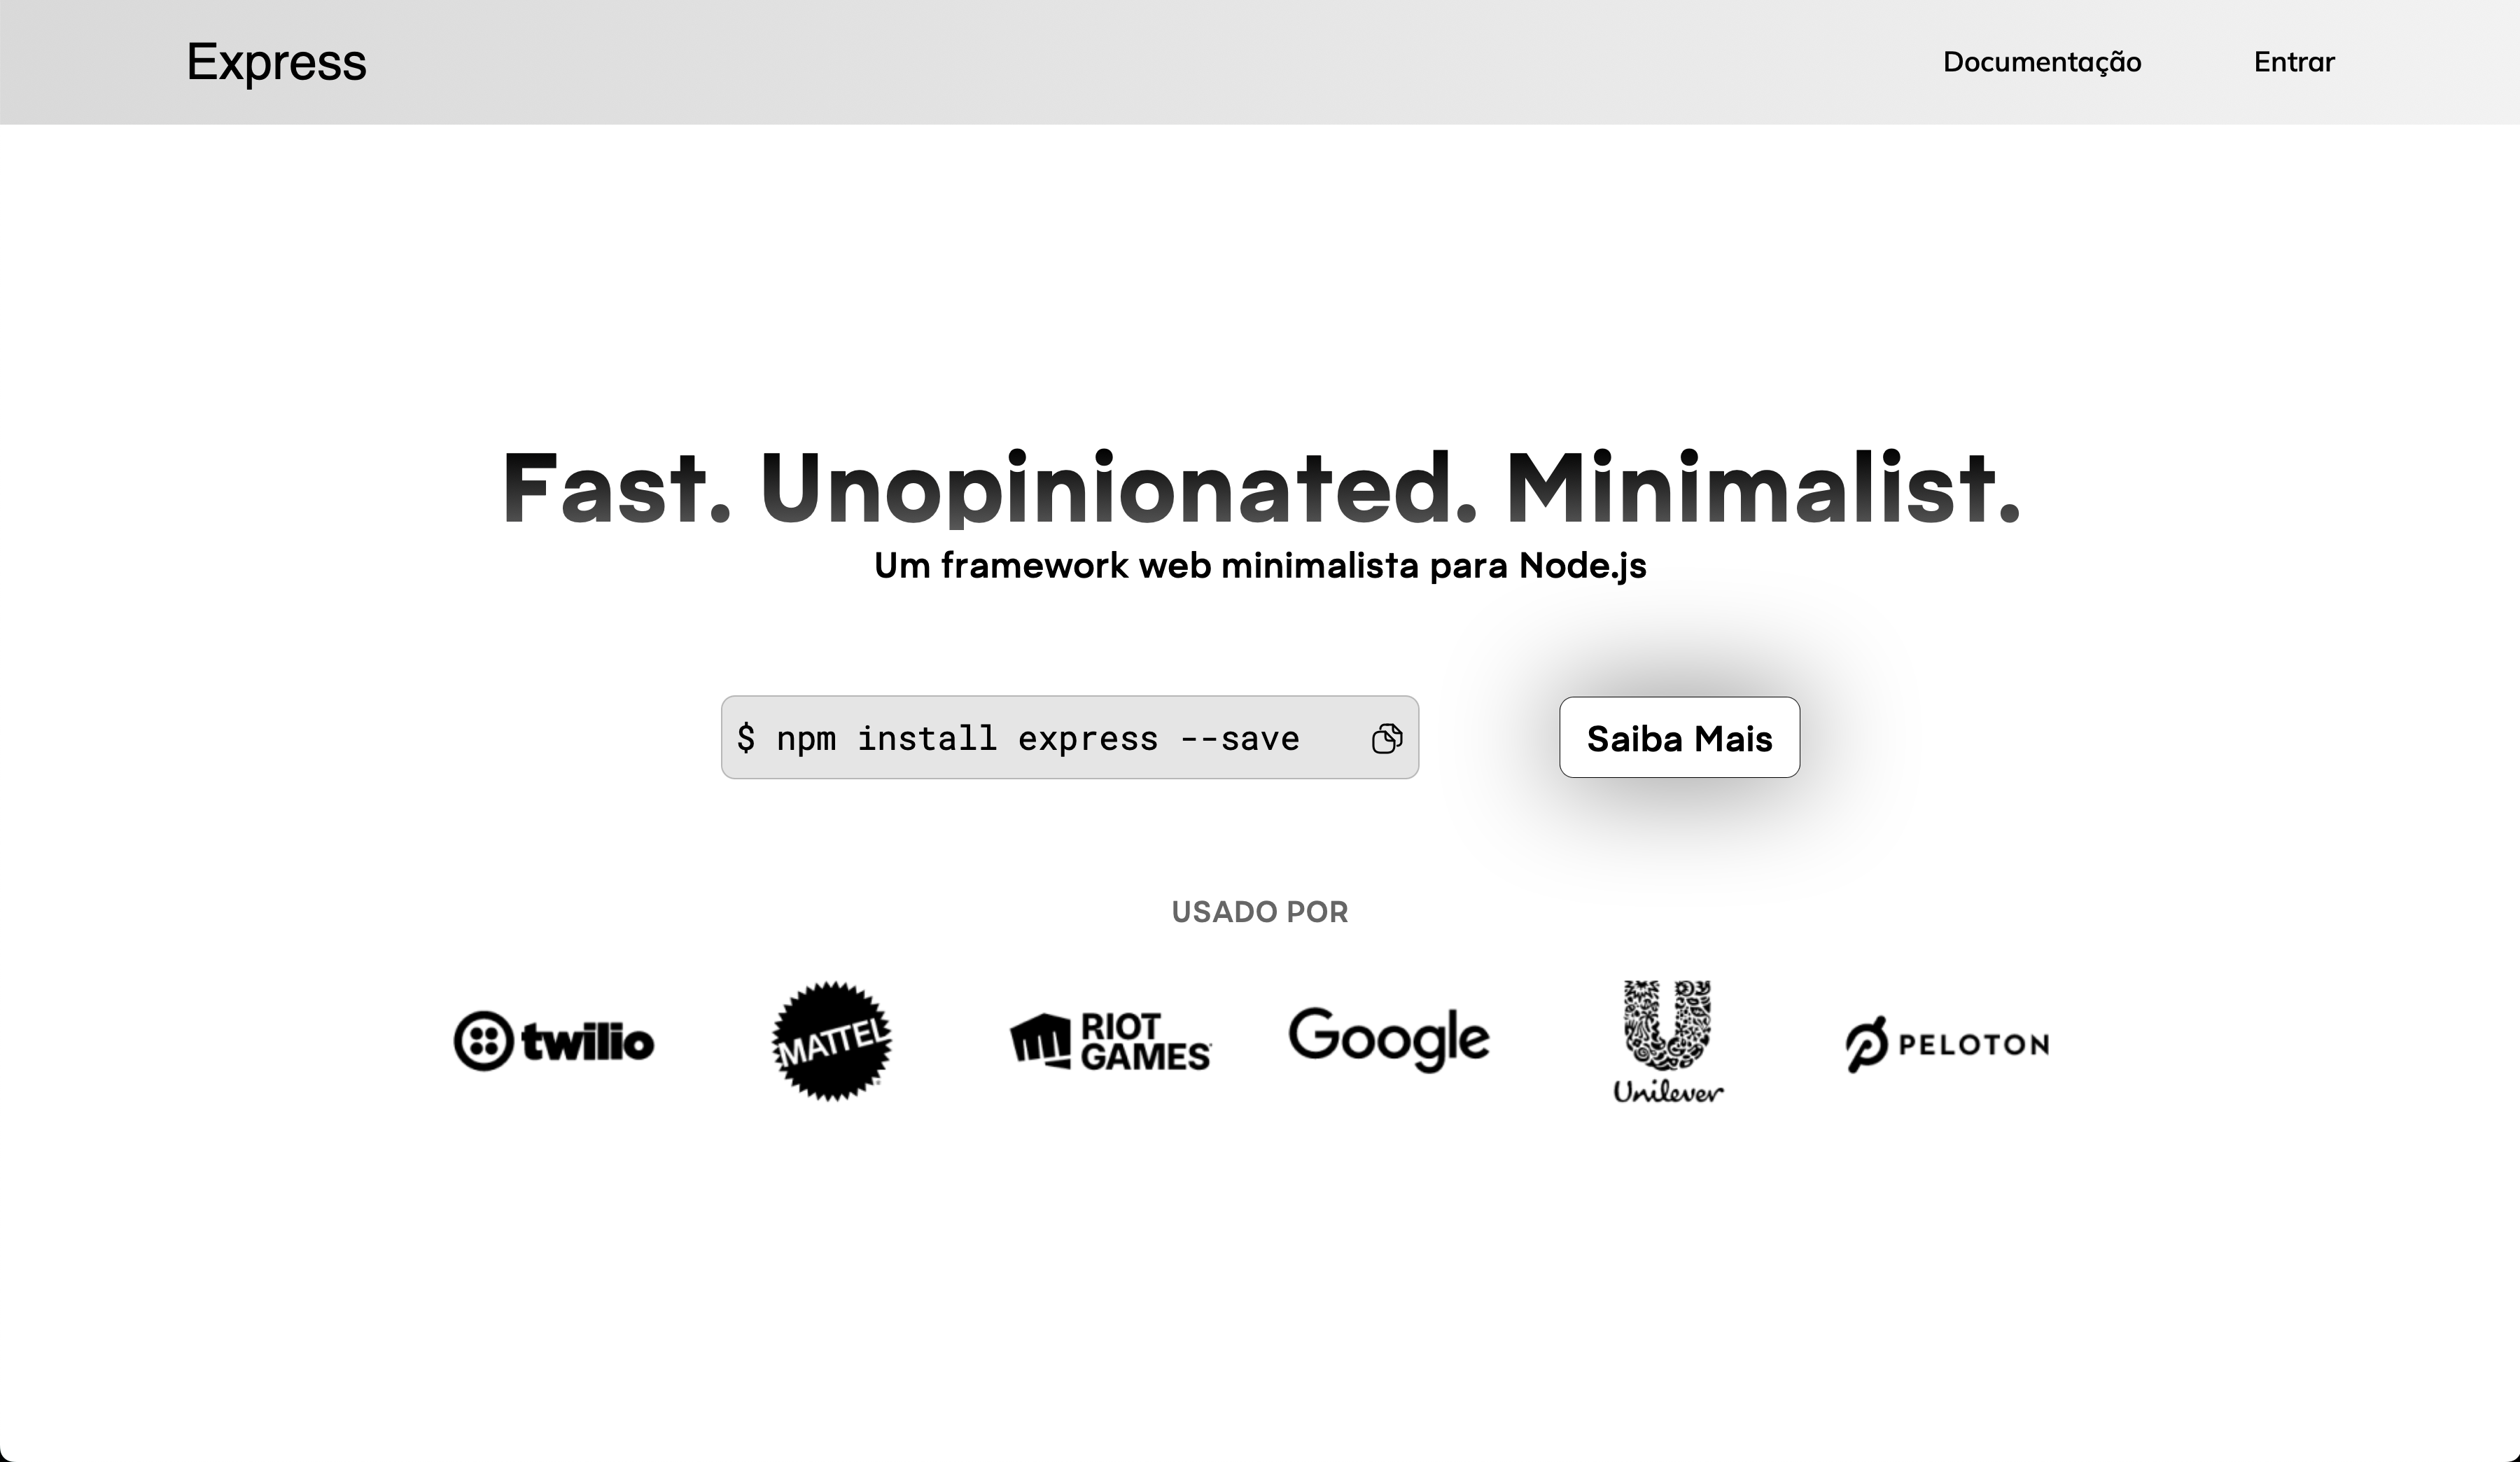 Express
Documentação
Entrar
Fast. Unopinionated. Minimalist.
Um framework web minimalista para Node.js
$ npm install express --save
Saiba Mais
USADO POR
twilio
MATTEL
RIOT
GAMES
Google
Unilever
PELOTON